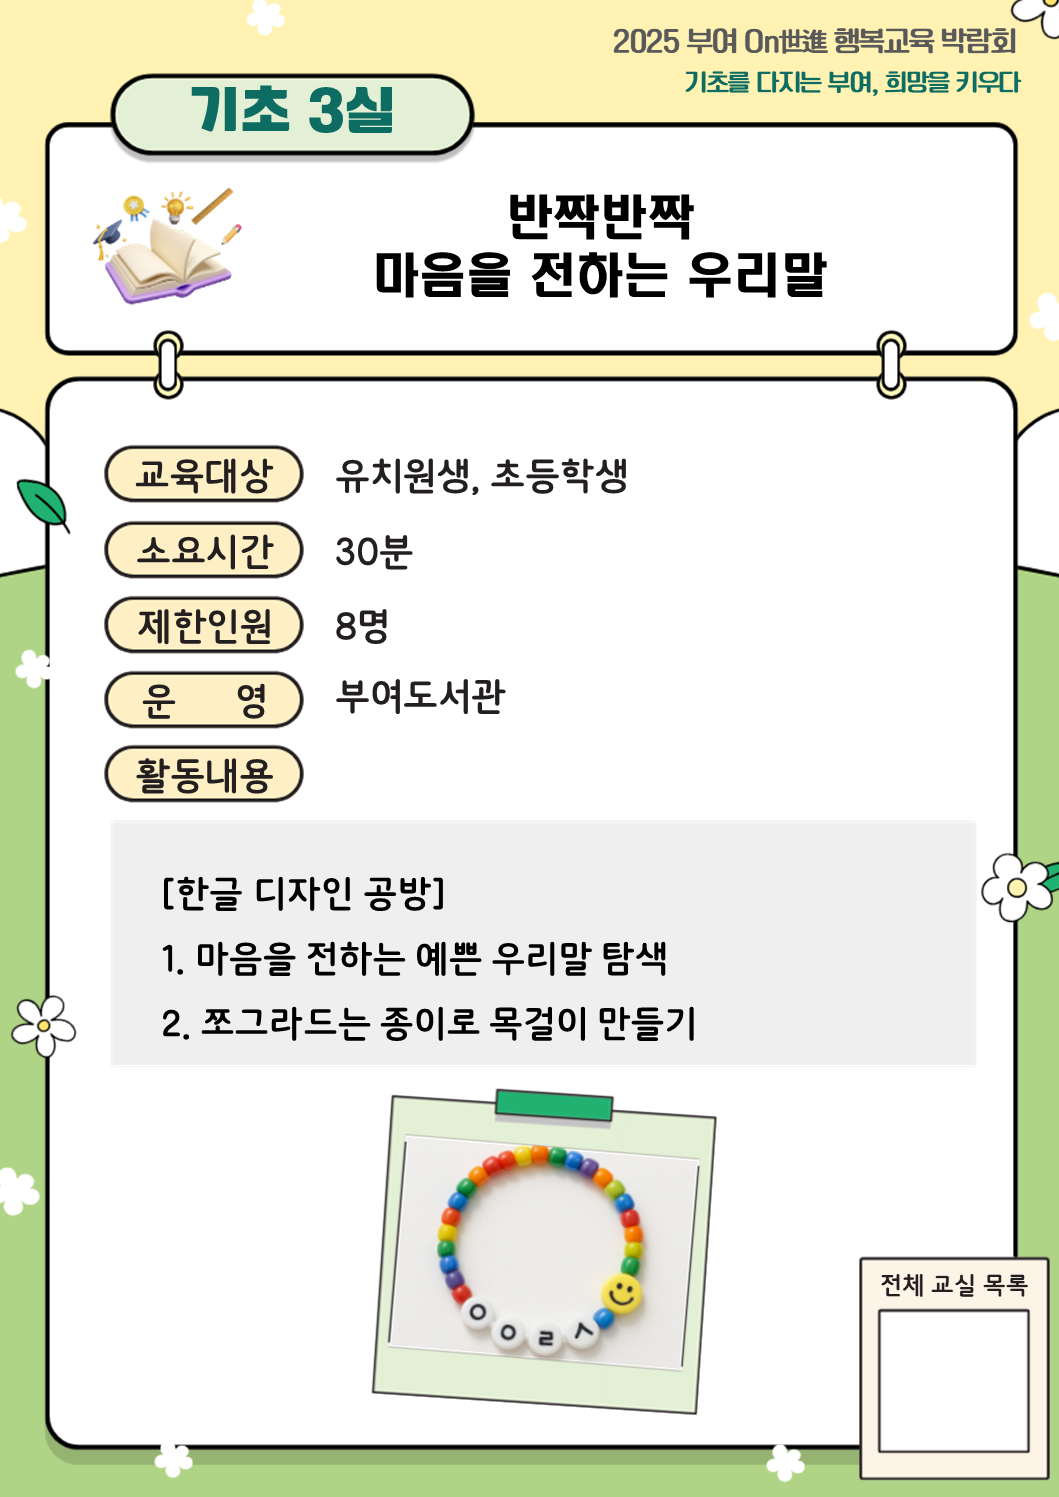 2025 부여 On世進 행복교육 박람회
기초를 다지는 부여, 희망을 키우다
기초 3실
반짝반짝
마음을 전하는 우리말
교육대상 유치원생, 초등학생
소요시간 30분
제한인원 8명
운 영 부여도서관
활동내용
[한글 디자인 공방]
1. 마음을 전하는 예쁜 우리말 탐색
2. 쪼그라드는 종이로 목걸이 만들기
ㅇㅇㄹㅅ
전체 교실 목록